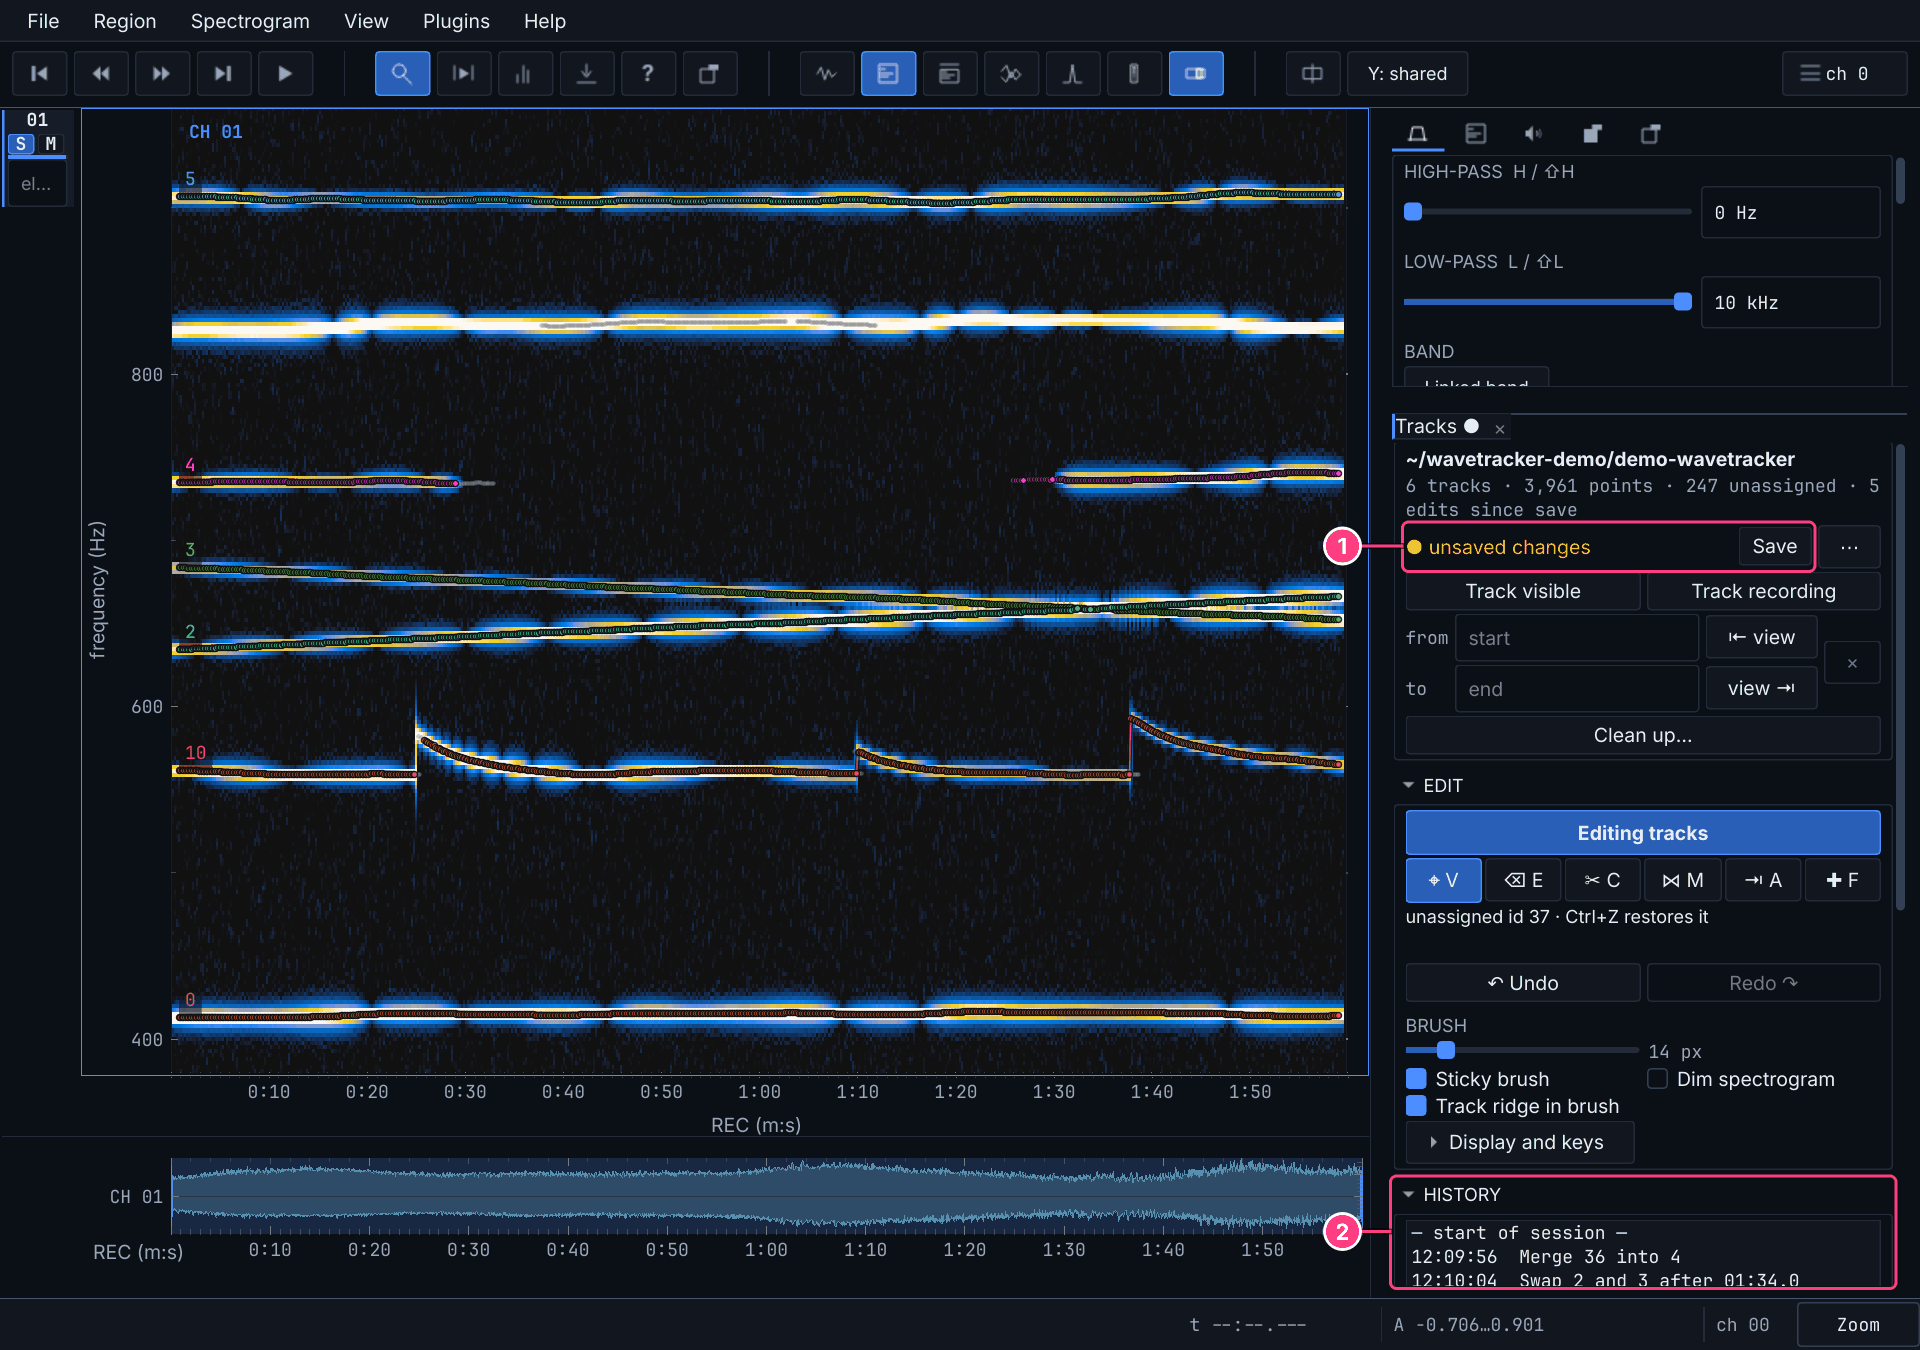 File Region Spectrogram View Plugins Help
? Y: shared ch 0
01
S M
el...
CH 01
5
4
3
2
10
0
800
600
400
frequency (Hz)
0:10 0:20 0:30 0:40 0:50 1:00 1:10 1:20 1:30 1:40 1:50
REC (m:s)
CH 01
REC (m:s) 0:10 0:20 0:30 0:40 0:50 1:00 1:10 1:20 1:30 1:40 1:50
HIGH-PASS H / ⇧H
0 Hz
LOW-PASS L / ⇧L
10 kHz
BAND
Linked band
Tracks ● ×
~/wavetracker-demo/demo-wavetracker
6 tracks · 3,961 points · 247 unassigned · 5
edits since save
1 unsaved changes Save ...
Track visible Track recording
from start ⇤ view
×
to end view ⇥
Clean up...
EDIT
Editing tracks
⌖ V ⌫ E ✂ C ⋈ M ⇥ A ✚ F
unassigned id 37 · Ctrl+Z restores it
↶ Undo Redo ↷
BRUSH
14 px
Sticky brush Dim spectrogram
Track ridge in brush
Display and keys
HISTORY
2 — start of session —
12:09:56 Merge 36 into 4
12:10:04 Swap 2 and 3 after 01:34.0
t --:--.--- A -0.706…0.901 ch 00 Zoom